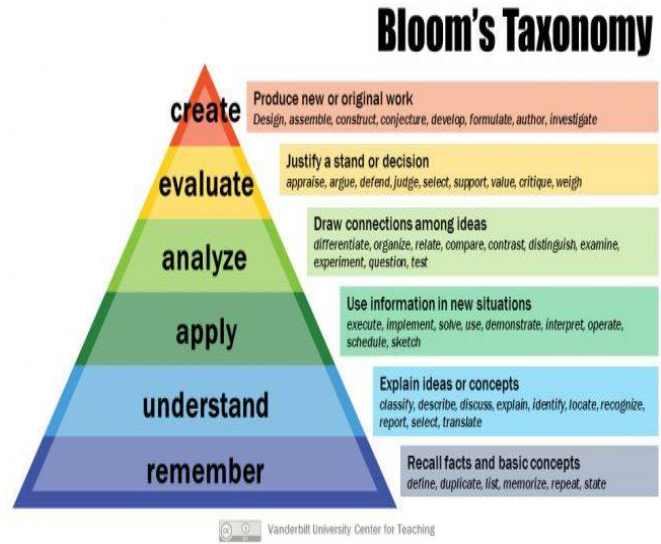 Bloom's Taxonomy
create
Produce new or original work
Design, assemble, construct, conjecture, develop, formulate, author, investigate
evaluate
Justify a stand or decision
appraise, argue, defend, judge, select, support, value, critique, weigh
analyze
Draw connections among ideas
differentiate, organize, relate, compare, contrast, distinguish, examine,
experiment, question, test
apply
Use information in new situations
execute, implement, solve, use, demonstrate, interpret, operate,
schedule, sketch
understand
Explain ideas or concepts
classify, describe, discuss, explain, identify, locate, recognize,
report, select, translate
remember
Recall facts and basic concepts
define, duplicate, list, memorize, repeat, state
cc
Vanderbilt University Center for Teaching